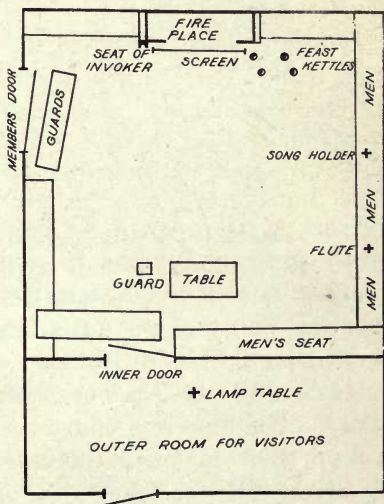 FIRE
PLACE
SEAT OF
INVOKER
SCREEN
FEAST
KETTLES
MEMBERS DOOR
GUARDS
MEN
SONG HOLDER
MEN
FLUTE
MEN
GUARD
TABLE
MEN'S SEAT
INNER DOOR
LAMP TABLE
OUTER ROOM FOR VISITORS